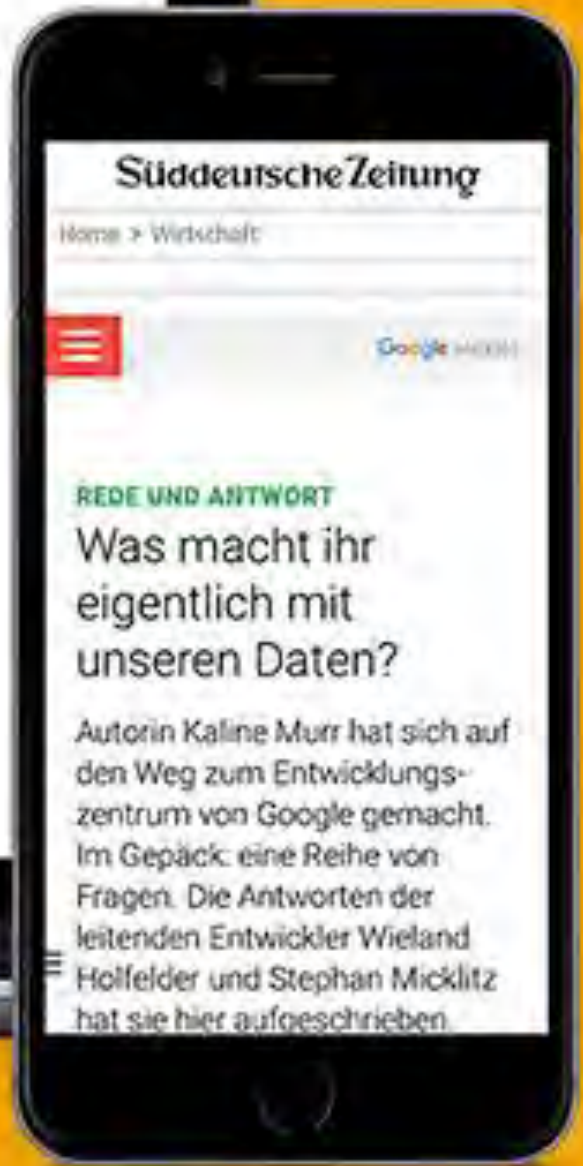 Süddeutsche Zeitung
Home > Wirtschaft
Google
REDE UND ANTWORT
Was macht ihr
eigentlich mit
unseren Daten?
Autorin Kaline Murr hat sich auf
den Weg zum Entwicklungs-
zentrum von Google gemacht.
Im Gepäck: eine Reihe von
Fragen. Die Antworten der
leitenden Entwickler Wieland
Holfelder und Stephan Micklitz
hat sie hier aufgeschrieben.